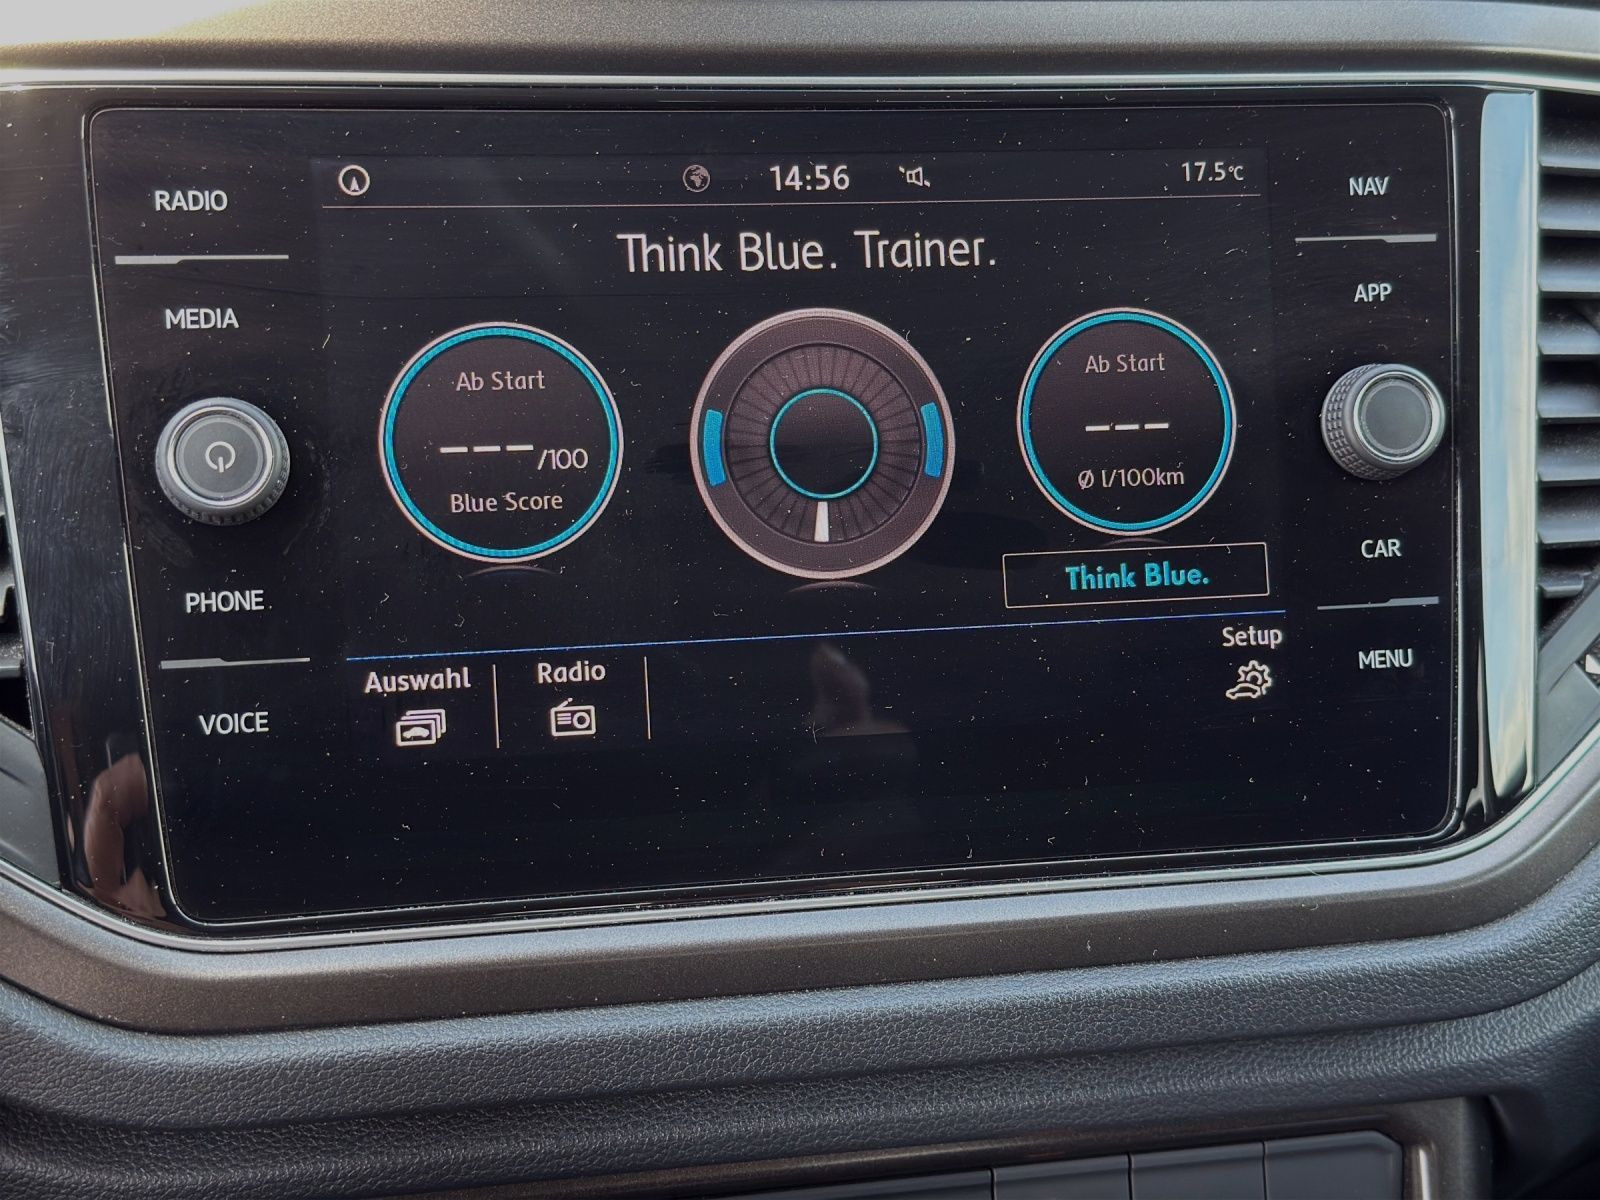 RADIO
MEDIA
PHONE
VOICE
14:56
17.5°C
Think Blue. Trainer.
Ab Start
---/100
Blue Score
Ab Start
---
Ø l/100km
Think Blue.
Auswahl
Radio
Setup
NAV
APP
CAR
MENU